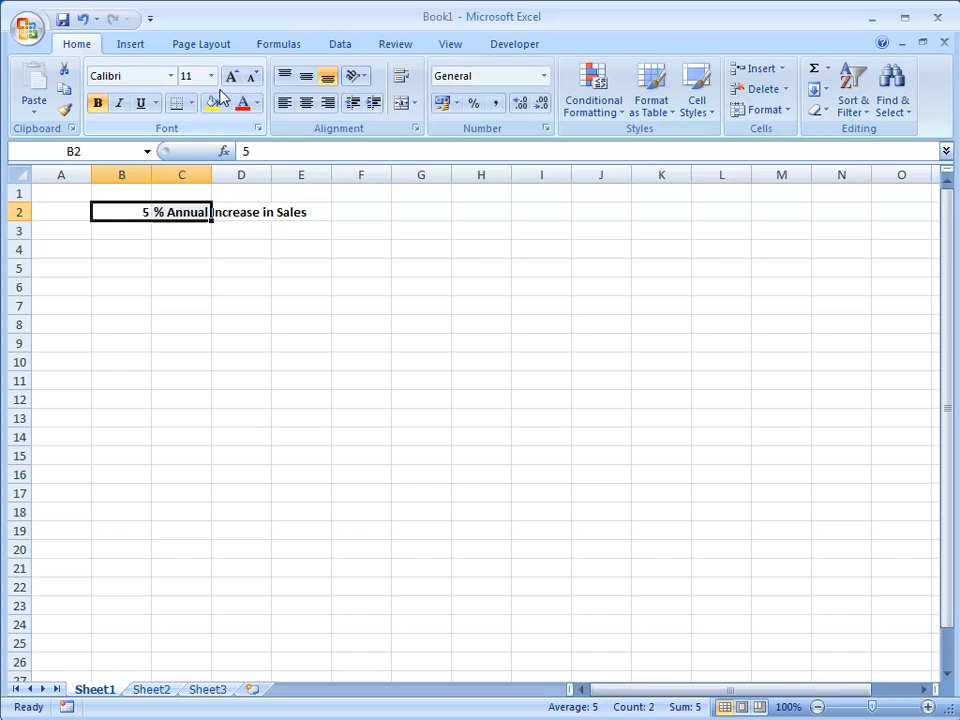 Book1 - Microsoft Excel
Home Insert Page Layout Formulas Data Review View Developer
Calibri 11 General
Insert
Delete
Format
Paste B I U A % , Conditional Formatting Format as Table Cell Styles Σ Sort & Filter Find & Select
Clipboard Font Alignment Number Styles Cells Editing
B2 fx 5
A B C D E F G H I J K L M N O
1
2 5 % Annual Increase in Sales
3
4
5
6
7
8
9
10
11
12
13
14
15
16
17
18
19
20
21
22
23
24
25
26
27
Sheet1 Sheet2 Sheet3
Ready Average: 5 Count: 2 Sum: 5 100%